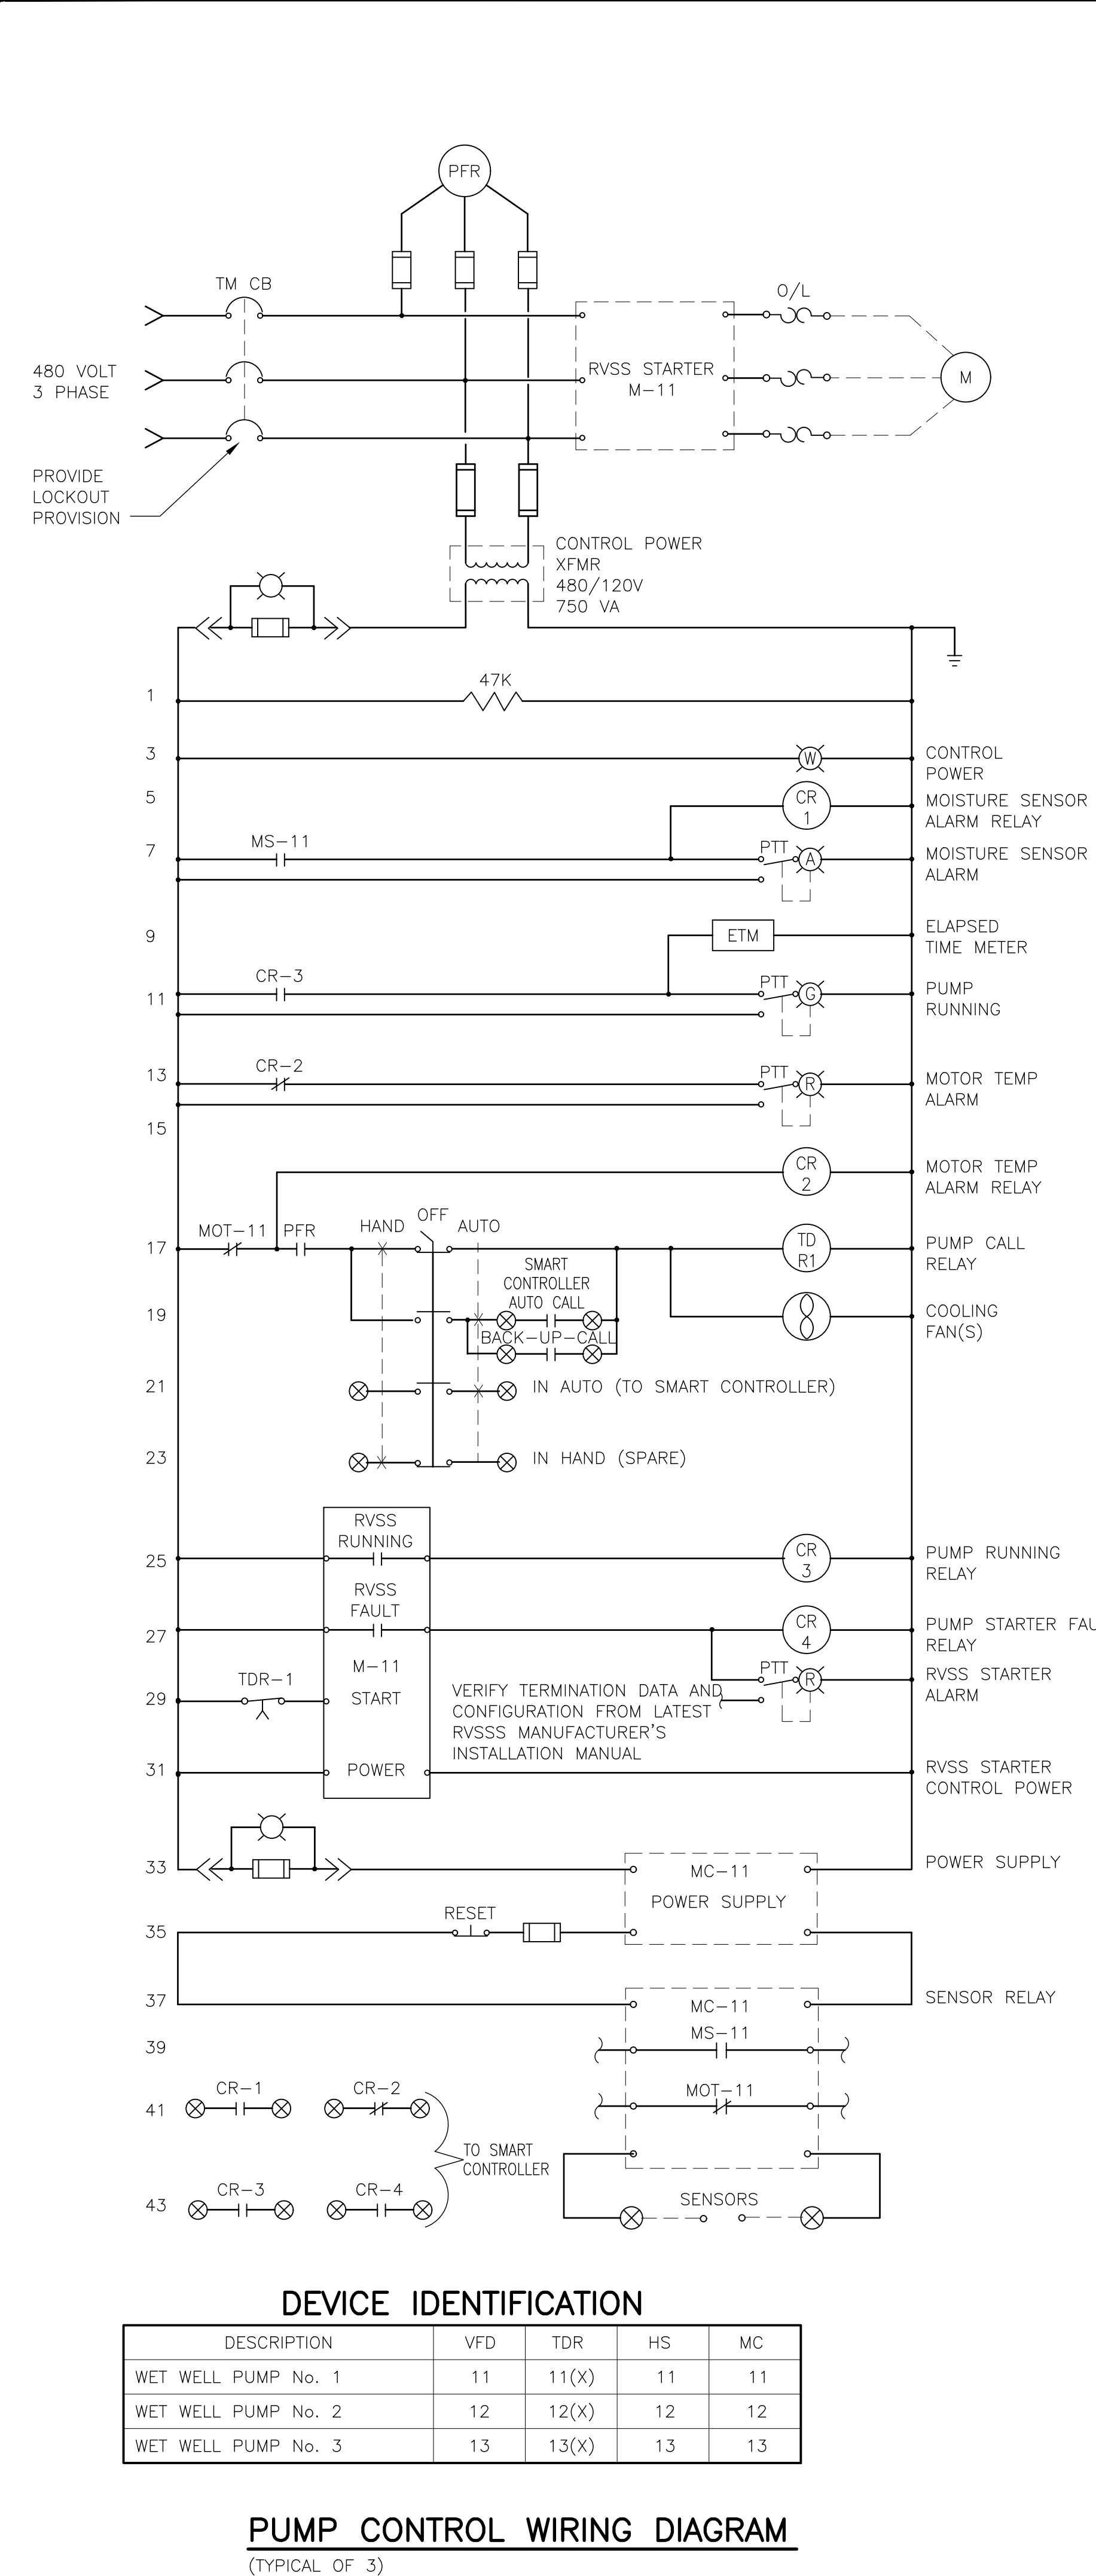 PFR
TM CB
O/L
480 VOLT
3 PHASE
RVSS STARTER
M-11
M
PROVIDE
LOCKOUT
PROVISION
CONTROL POWER
XFMR
480/120V
750 VA
1
47K
3
W
CONTROL
POWER
5
CR
1
MOISTURE SENSOR
ALARM RELAY
7
MS-11
PTT
A
MOISTURE SENSOR
ALARM
9
ETM
ELAPSED
TIME METER
11
CR-3
PTT
G
PUMP
RUNNING
13
CR-2
PTT
R
MOTOR TEMP
ALARM
15
CR
2
MOTOR TEMP
ALARM RELAY
17
MOT-11
PFR
HAND
OFF
AUTO
TD
R1
PUMP CALL
RELAY
SMART
CONTROLLER
AUTO CALL
19
BACK-UP-CALL
COOLING
FAN(S)
21
IN AUTO (TO SMART CONTROLLER)
23
IN HAND (SPARE)
RVSS
RUNNING
25
CR
3
PUMP RUNNING
RELAY
RVSS
FAULT
27
CR
4
PUMP STARTER FAU
RELAY
M-11
29
TDR-1
START
VERIFY TERMINATION DATA AND
CONFIGURATION FROM LATEST
RVSSS MANUFACTURER'S
INSTALLATION MANUAL
PTT
R
RVSS STARTER
ALARM
31
POWER
RVSS STARTER
CONTROL POWER
33
MC-11
POWER SUPPLY
POWER SUPPLY
35
RESET
37
MC-11
SENSOR RELAY
39
MS-11
41
CR-1
CR-2
MOT-11
TO SMART
CONTROLLER
43
CR-3
CR-4
SENSORS
DEVICE IDENTIFICATION
DESCRIPTION VFD TDR HS MC
WET WELL PUMP No. 1 11 11(X) 11 11
WET WELL PUMP No. 2 12 12(X) 12 12
WET WELL PUMP No. 3 13 13(X) 13 13
PUMP CONTROL WIRING DIAGRAM
(TYPICAL OF 3)